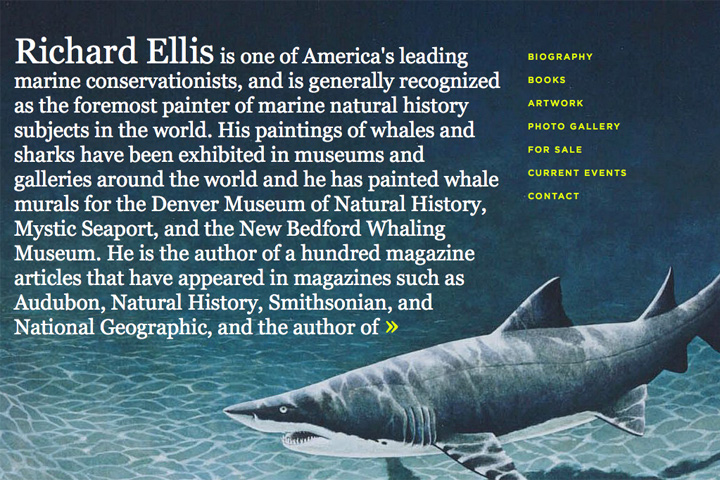 Richard Ellis is one of America's leading
marine conservationists, and is generally recognized
as the foremost painter of marine natural history
subjects in the world. His paintings of whales and
sharks have been exhibited in museums and
galleries around the world and he has painted whale
murals for the Denver Museum of Natural History,
Mystic Seaport, and the New Bedford Whaling
Museum. He is the author of a hundred magazine
articles that have appeared in magazines such as
Audubon, Natural History, Smithsonian, and
National Geographic, and the author of »
BIOGRAPHY
BOOKS
ARTWORK
PHOTO GALLERY
FOR SALE
CURRENT EVENTS
CONTACT